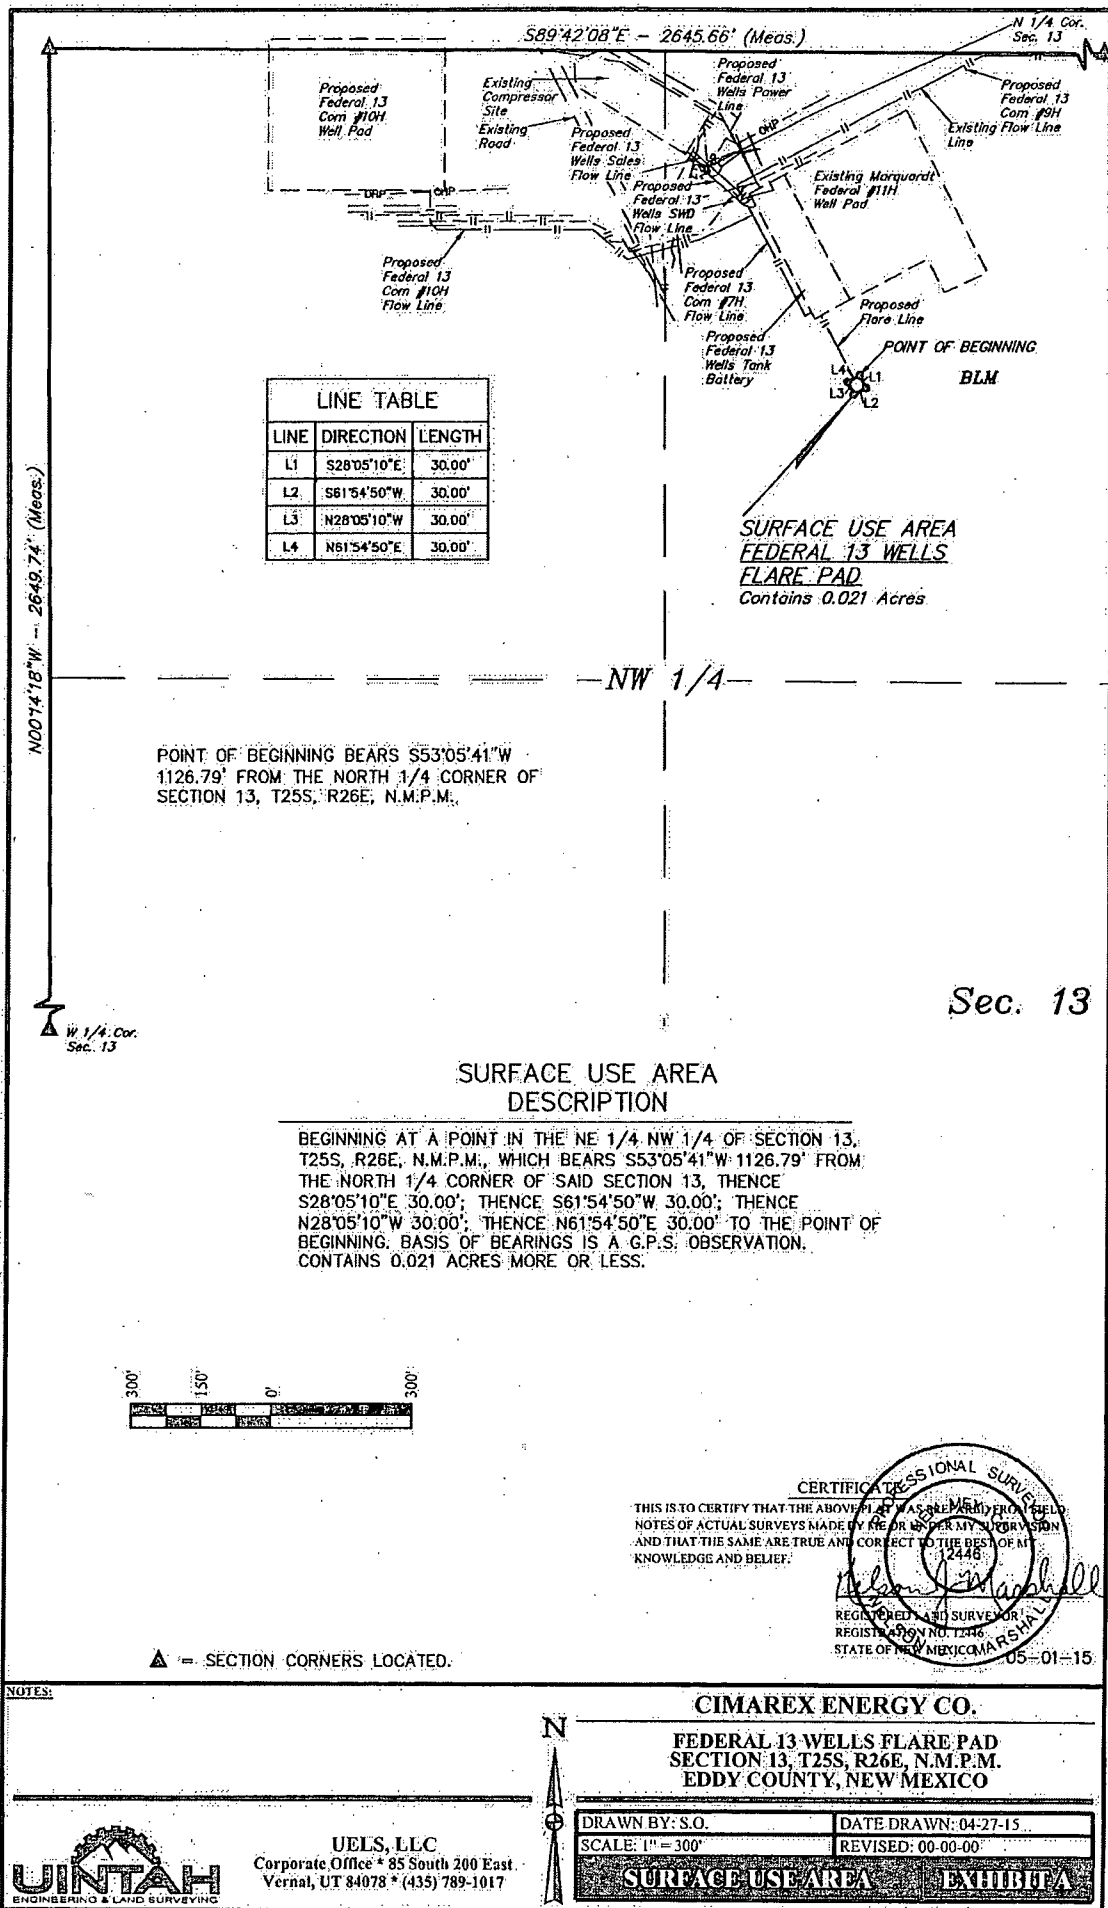 S89°42'08"E - 2645.66' (Meas.)
N 1/4 Cor.
Sec. 13
Proposed
Federal 13
Com #10H
Well Pad
Existing
Compressor
Site
Existing
Road
Proposed
Federal 13
Wells Sales
Flow Line
Proposed
Federal 13
Wells Power
Line
Proposed
Federal 13
Wells SWD
Flow Line
OHP
Existing Flow Line
Line
Proposed
Federal 13
Com #9H
Existing Marquardt
Federal #11H
Well Pad
OHP
OHP
Proposed
Federal 13
Com #10H
Flow Line
Proposed
Federal 13
Com #7H
Flow Line
Proposed
Federal 13
Wells Tank
Battery
Proposed
Flare Line
POINT OF BEGINNING
BLM
L4
L1
L3
L2
LINE TABLE
LINE DIRECTION LENGTH
L1 S28°05'10"E 30.00'
L2 S61°54'50"W 30.00'
L3 N28°05'10"W 30.00'
L4 N61°54'50"E 30.00'
SURFACE USE AREA
FEDERAL 13 WELLS
FLARE PAD
Contains 0.021 Acres
N00°14'18"W - 2649.74' (Meas.)
NW 1/4
POINT OF BEGINNING BEARS S53°05'41"W
1126.79' FROM THE NORTH 1/4 CORNER OF
SECTION 13, T25S, R26E, N.M.P.M.
Sec. 13
W 1/4 Cor.
Sec. 13
SURFACE USE AREA
DESCRIPTION
BEGINNING AT A POINT IN THE NE 1/4 NW 1/4 OF SECTION 13,
T25S, R26E, N.M.P.M., WHICH BEARS S53°05'41"W 1126.79' FROM
THE NORTH 1/4 CORNER OF SAID SECTION 13, THENCE
S28°05'10"E 30.00'; THENCE S61°54'50"W 30.00'; THENCE
N28°05'10"W 30.00'; THENCE N61°54'50"E 30.00' TO THE POINT OF
BEGINNING. BASIS OF BEARINGS IS A G.P.S. OBSERVATION.
CONTAINS 0.021 ACRES MORE OR LESS.
300' 150' 0' 300'
CERTIFICATE
THIS IS TO CERTIFY THAT THE ABOVE PLAT WAS PREPARED FROM FIELD
NOTES OF ACTUAL SURVEYS MADE BY ME OR UNDER MY SUPERVISION
AND THAT THE SAME ARE TRUE AND CORRECT TO THE BEST OF MY
KNOWLEDGE AND BELIEF.
PROFESSIONAL SURVEYOR
NEW MEXICO
12446
NELSON J. MARSHALL
Nelson J. Marshall
REGISTERED LAND SURVEYOR
REGISTRATION NO. 12446
STATE OF NEW MEXICO
05-01-15
= SECTION CORNERS LOCATED.
NOTES:
N
CIMAREX ENERGY CO.
FEDERAL 13 WELLS FLARE PAD
SECTION 13, T25S, R26E, N.M.P.M.
EDDY COUNTY, NEW MEXICO
DRAWN BY: S.O. DATE DRAWN: 04-27-15
SCALE: 1" = 300' REVISED: 00-00-00
SURFACE USE AREA EXHIBIT A
UINTAH
ENGINEERING & LAND SURVEYING
UELS, LLC
Corporate Office * 85 South 200 East
Vernal, UT 84078 * (435) 789-1017